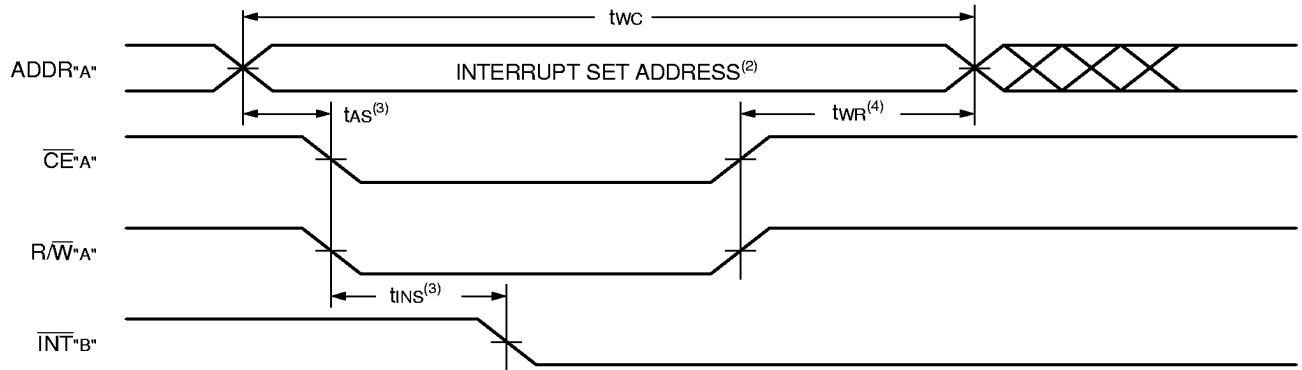 tWC
ADDR"A"
INTERRUPT SET ADDRESS(2)
tAS(3)
tWR(4)
CE"A"
R/W"A"
tINS(3)
INT"B"